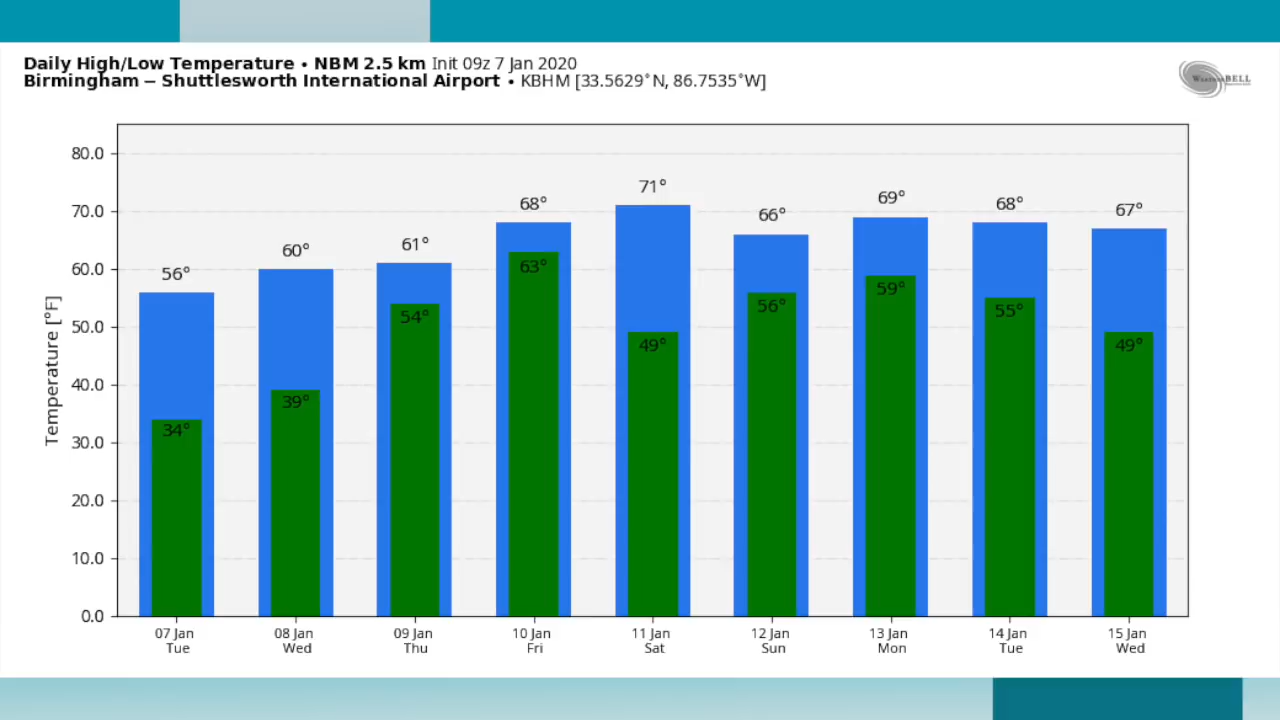 Daily High/Low Temperature • NBM 2.5 km Init 09z 7 Jan 2020
Birmingham – Shuttlesworth International Airport • KBHM [33.5629°N, 86.7535°W]
WeatherBELL
Temperature [°F]
80.0
70.0
60.0
50.0
40.0
30.0
20.0
10.0
0.0
56° 60° 61° 68° 71° 66° 69° 68° 67°
34° 39° 54° 63° 49° 56° 59° 55° 49°
07 Jan 08 Jan 09 Jan 10 Jan 11 Jan 12 Jan 13 Jan 14 Jan 15 Jan
Tue Wed Thu Fri Sat Sun Mon Tue Wed